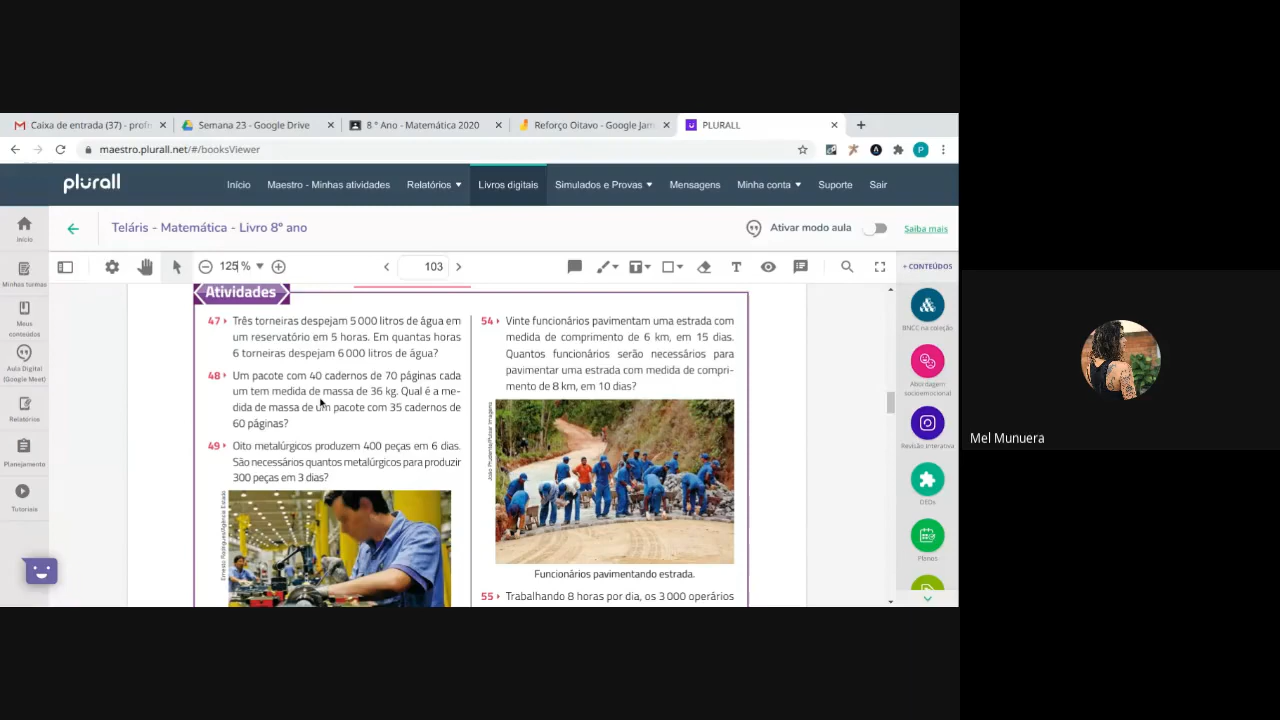 Caixa de entrada (37) - profm
Semana 23 - Google Drive
8 º Ano - Matemática 2020
Reforço Oitavo - Google Jam
PLURALL
maestro.plurall.net/#/booksViewer
P
plurall
Início
Maestro - Minhas atividades
Relatórios
Livros digitais
Simulados e Provas
Mensagens
Minha conta
Suporte
Sair
Teláris - Matemática - Livro 8º ano
Ativar modo aula
Saiba mais
125 %
103
T
+ CONTEÚDOS
Início
Minhas turmas
Meus
conteúdos
Aula Digital
(Google Meet)
Relatórios
Planejamento
Tutoriais
Atividades
47 Três torneiras despejam 5 000 litros de água em
um reservatório em 5 horas. Em quantas horas
6 torneiras despejam 6 000 litros de água?
48 Um pacote com 40 cadernos de 70 páginas cada
um tem medida de massa de 36 kg. Qual é a me-
dida de massa de um pacote com 35 cadernos de
60 páginas?
49 Oito metalúrgicos produzem 400 peças em 6 dias.
São necessários quantos metalúrgicos para produzir
300 peças em 3 dias?
Ernesto Rodrigues/Agência Estado
54 Vinte funcionários pavimentam uma estrada com
medida de comprimento de 6 km, em 15 dias.
Quantos funcionários serão necessários para
pavimentar uma estrada com medida de compri-
mento de 8 km, em 10 dias?
João Prudente/Pulsar Imagens
Funcionários pavimentando estrada.
55 Trabalhando 8 horas por dia, os 3 000 operários
BNCC na coleção
Abordagem
socioemocional
Revisão interativa
OEDs
Planos
Mel Munuera